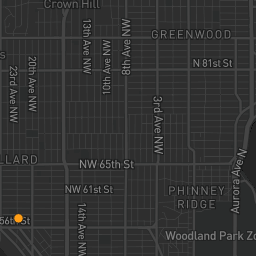 Crown Hill
GREENWOOD
13th Ave NW
8th Ave NW
10th Ave NW
N 81st St
20th Ave NW
23rd Ave NW
s
3rd Ave NW
LLARD
NW 65th St
Aurora Ave N
NW 61st St
PHINNEY
RIDGE
14th Ave NW
56th St
Woodland Park Zo